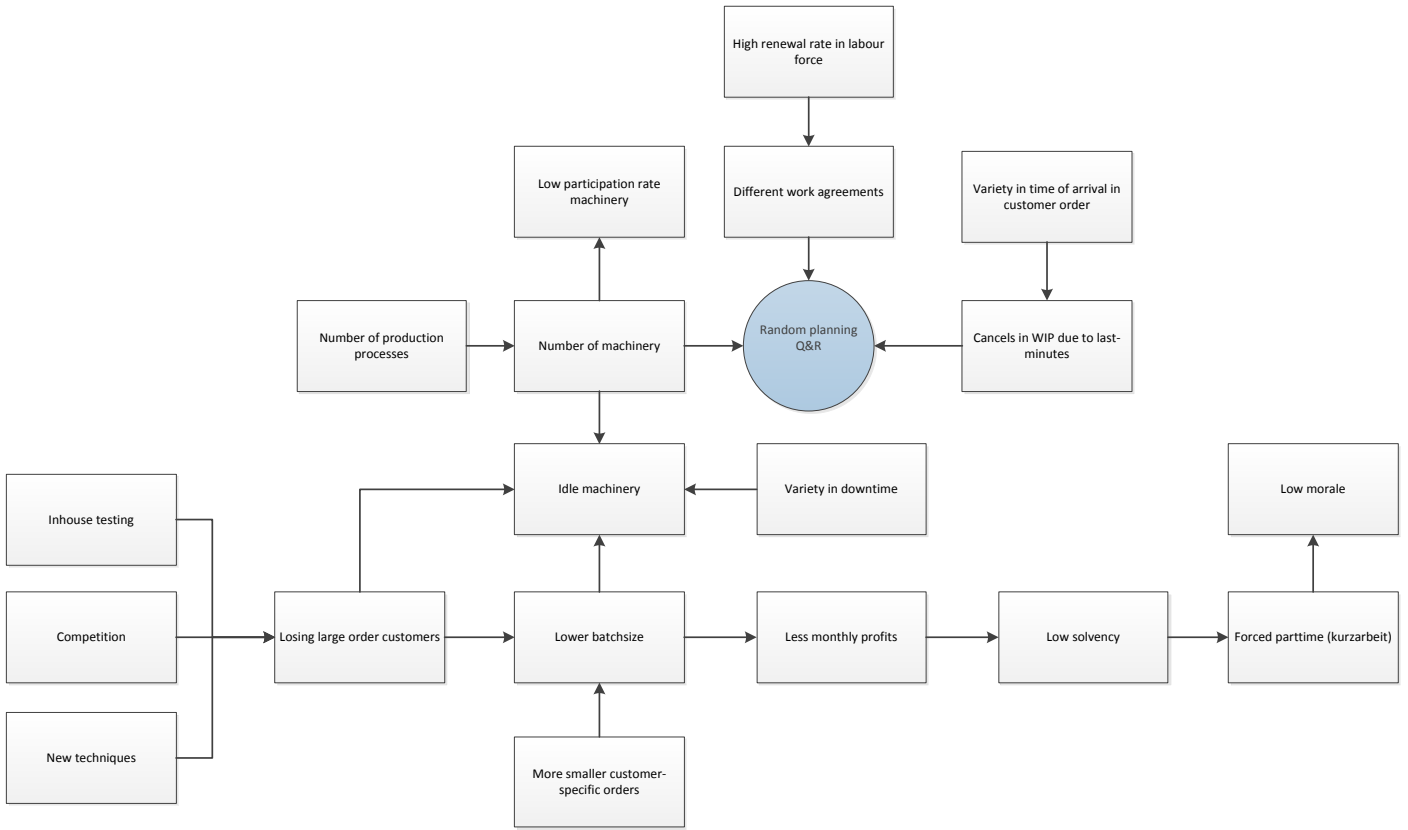 High renewal rate in labour
force
Low participation rate
machinery
Different work agreements
Variety in time of arrival in
customer order
Number of production
processes
Number of machinery
Random planning
Q&R
Cancels in WIP due to last-
minutes
Inhouse testing
Idle machinery
Variety in downtime
Low morale
Competition
Losing large order customers
Lower batchsize
Less monthly profits
Low solvency
Forced parttime (kurzarbeit)
New techniques
More smaller customer-
specific orders